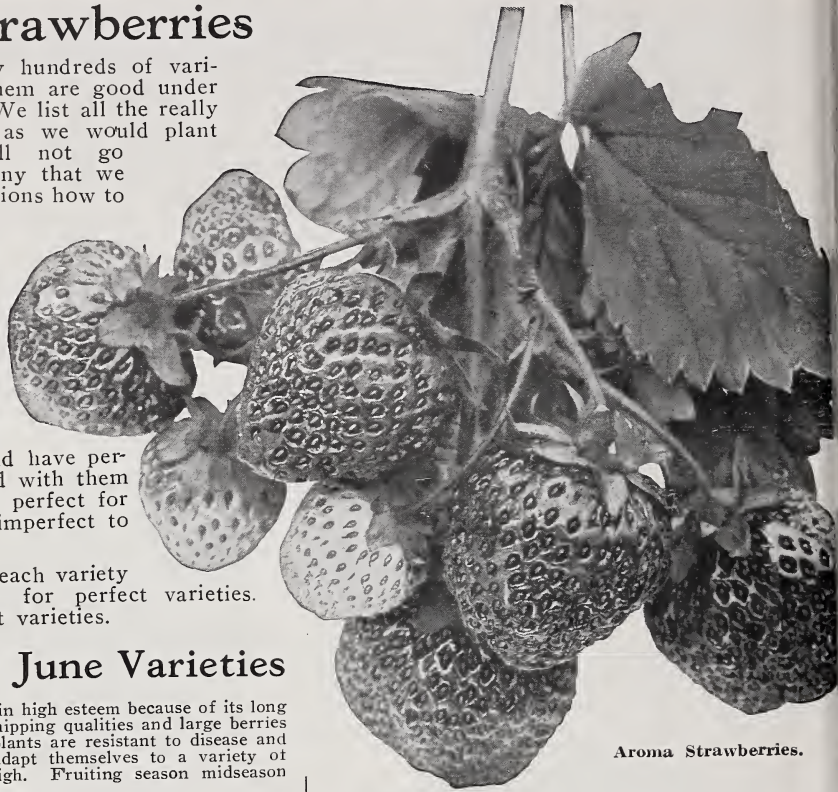 rawberries
y hundreds of vari-
nem are good under
We list all the really
as we would plant
ll not go
ny that we
ions how to
d have per-
l with them
perfect for
imperfect to
each variety
for perfect varieties.
t varieties.
June Varieties
in high esteem because of its long
hipping qualities and large berries
plants are resistant to disease and
adapt themselves to a variety of
igh. Fruiting season midseason
Aroma Strawberries.